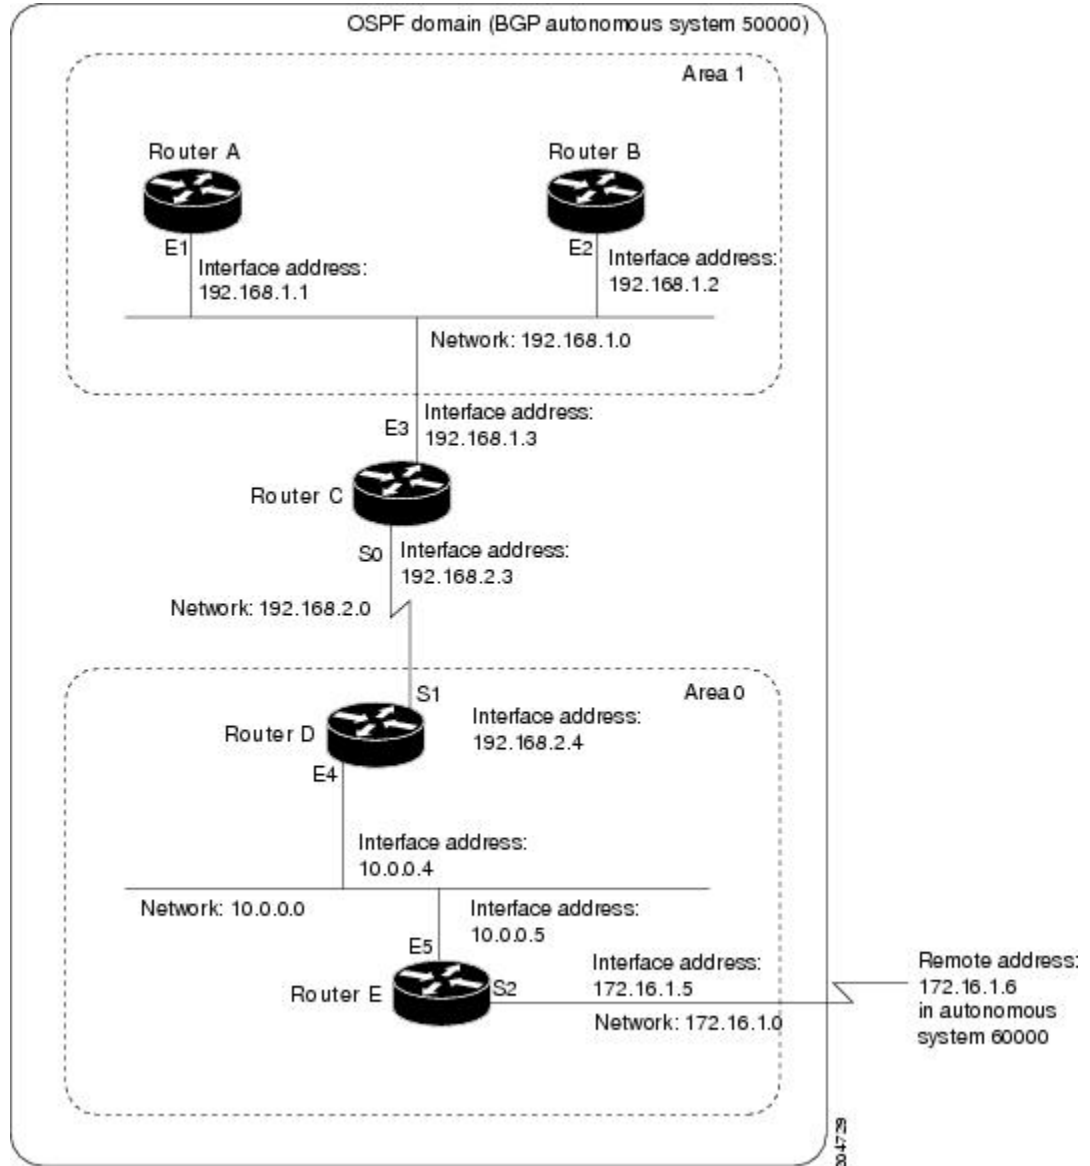 OSPF domain (BGP autonomous system 50000)
Area 1
Router A
Router B
E1
Interface address:
192.168.1.1
E2
Interface address:
192.168.1.2
Network: 192.168.1.0
E3
Interface address:
192.168.1.3
Router C
S0
Interface address:
192.168.2.3
Network: 192.168.2.0
Area 0
S1
Router D
Interface address:
192.168.2.4
E4
Interface address:
10.0.0.4
Network: 10.0.0.0
Interface address:
10.0.0.5
E5
Router E
S2
Interface address:
172.16.1.5
Network: 172.16.1.0
Remote address:
172.16.1.6
in autonomous
system 60000
204729